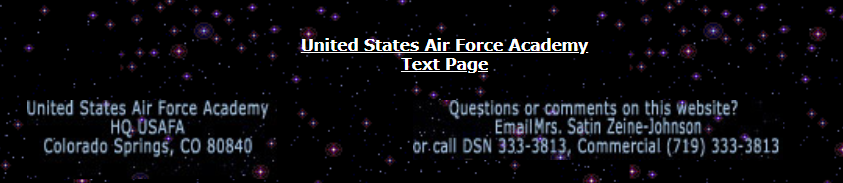 United States Air Force Academy
Text Page
United States Air Force Academy
HQ USAFA
Colorado Springs, CO 80840
Questions or comments on this website?
EmailMrs. Satin Zeine-Johnson
or call DSN 333-3813, Commercial (719) 333-3813